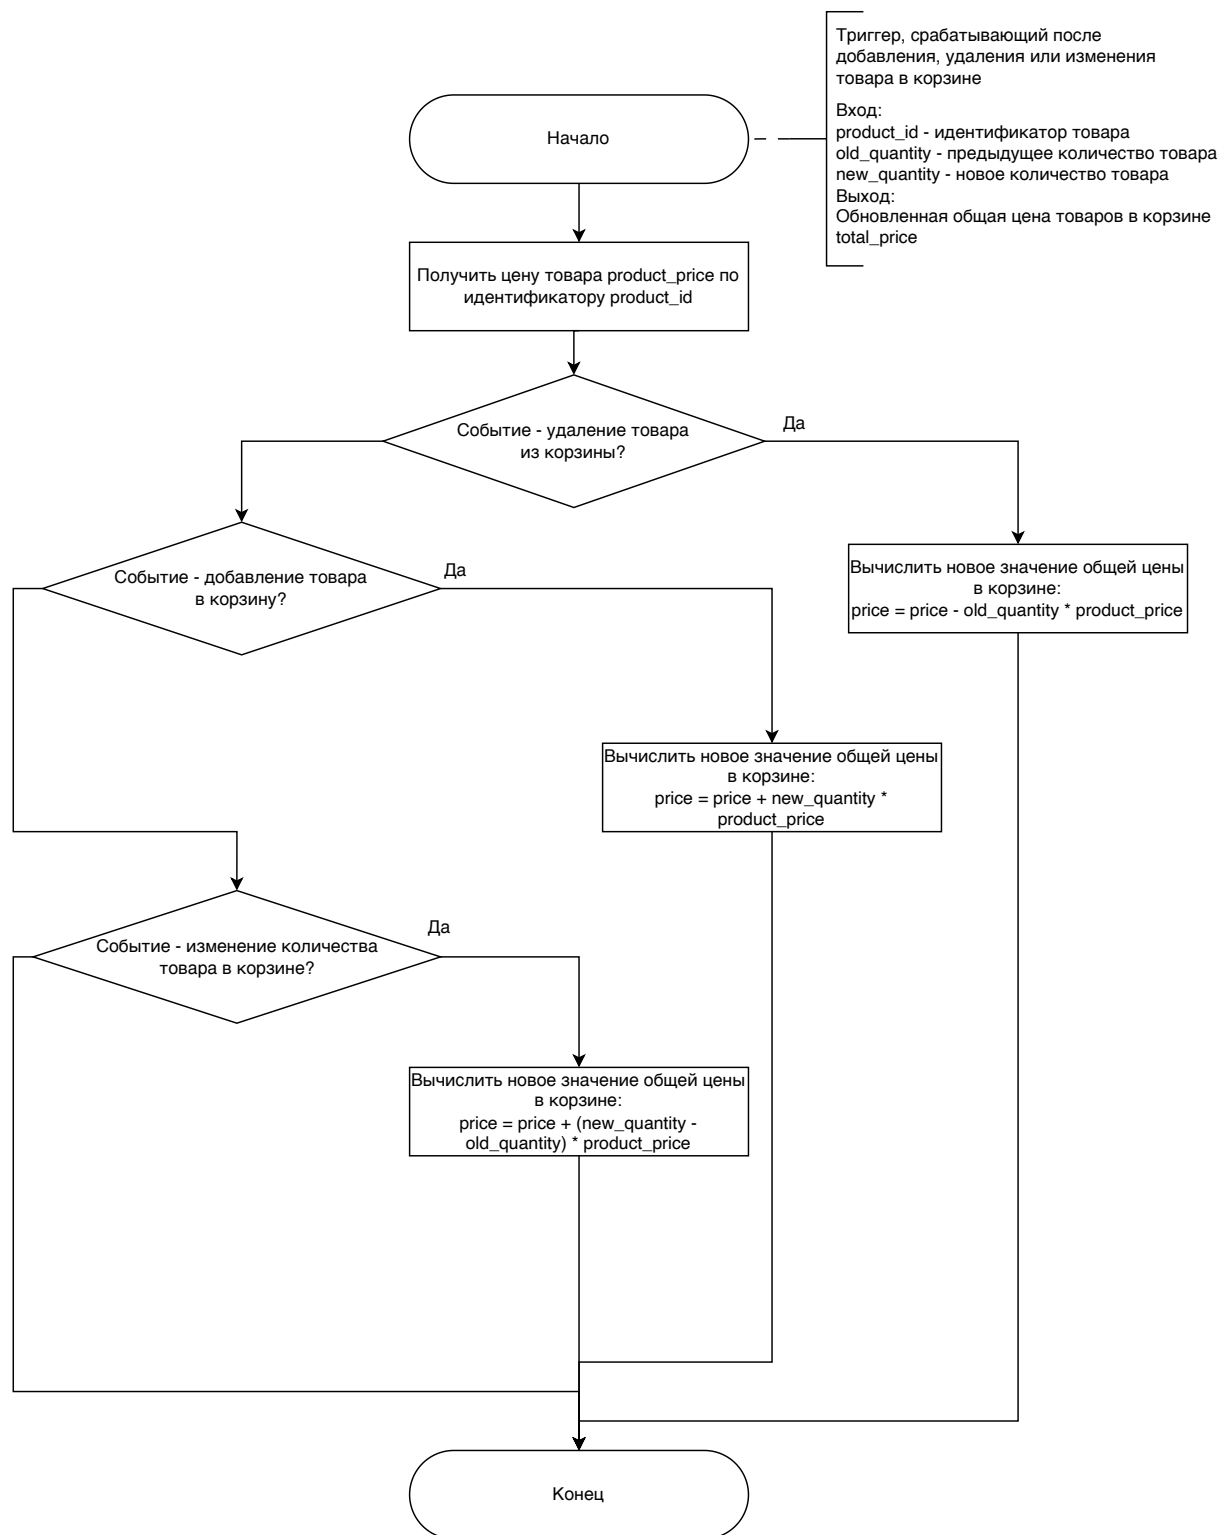 Триггер, срабатывающий после
добавления, удаления или изменения
товара в корзине
Вход:
product_id - идентификатор товара
old_quantity - предыдущее количество товара
new_quantity - новое количество товара
Выход:
Обновленная общая цена товаров в корзине
total_price
Начало
Получить цену товара product_price по
идентификатору product_id
Событие - удаление товара
из корзины?
Да
Событие - добавление товара
в корзину?
Да
Вычислить новое значение общей цены
в корзине:
price = price - old_quantity * product_price
Вычислить новое значение общей цены
в корзине:
price = price + new_quantity *
product_price
Событие - изменение количества
товара в корзине?
Да
Вычислить новое значение общей цены
в корзине:
price = price + (new_quantity -
old_quantity) * product_price
Конец